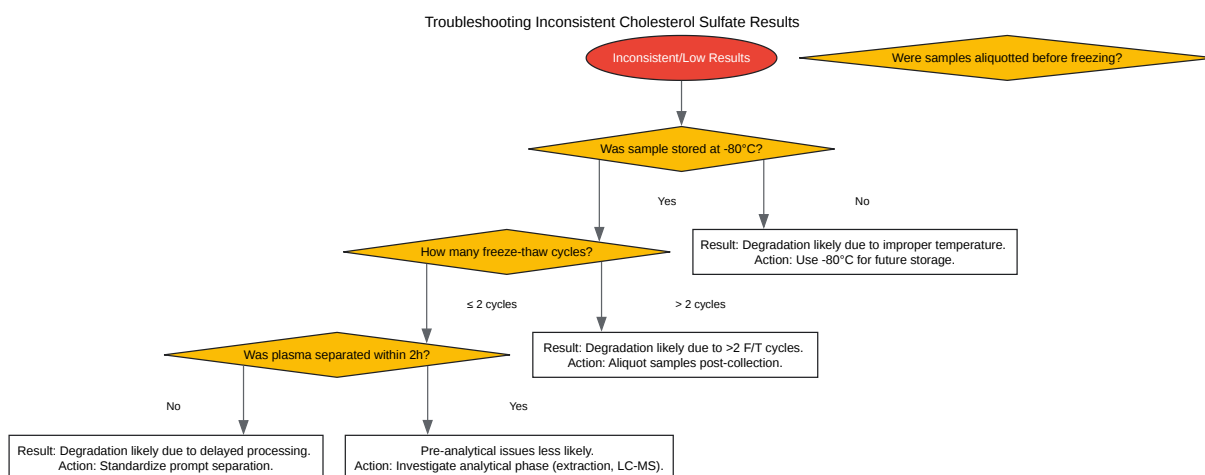 Troubleshooting Inconsistent Cholesterol Sulfate Results
Inconsistent/Low Results
Were samples aliquotted before freezing?
Was sample stored at -80°C?
Yes
No
How many freeze-thaw cycles?
Result: Degradation likely due to improper temperature.
Action: Use -80°C for future storage.
≤ 2 cycles
> 2 cycles
Was plasma separated within 2h?
Result: Degradation likely due to >2 F/T cycles.
Action: Aliquot samples post-collection.
No
Yes
Result: Degradation likely due to delayed processing.
Action: Standardize prompt separation.
Pre-analytical issues less likely.
Action: Investigate analytical phase (extraction, LC-MS).